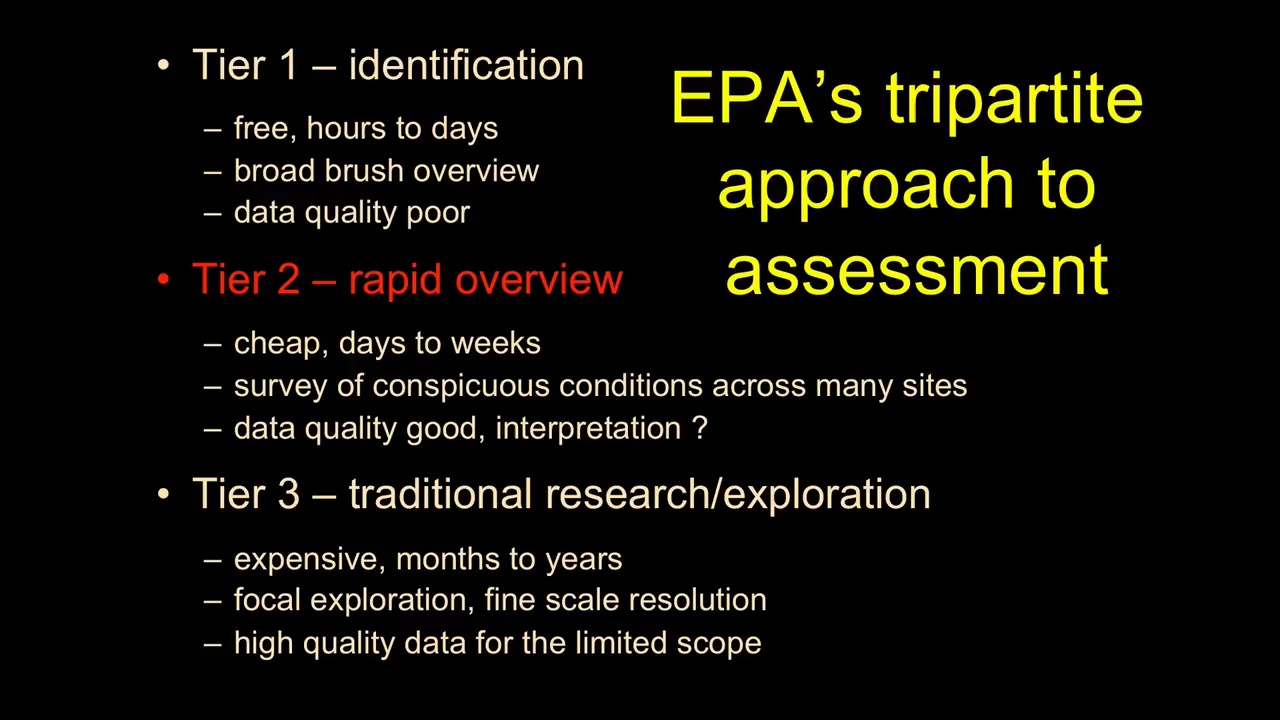 EPA’s tripartite
approach to
assessment
• Tier 1 – identification
– free, hours to days
– broad brush overview
– data quality poor
• Tier 2 – rapid overview
– cheap, days to weeks
– survey of conspicuous conditions across many sites
– data quality good, interpretation ?
• Tier 3 – traditional research/exploration
– expensive, months to years
– focal exploration, fine scale resolution
– high quality data for the limited scope